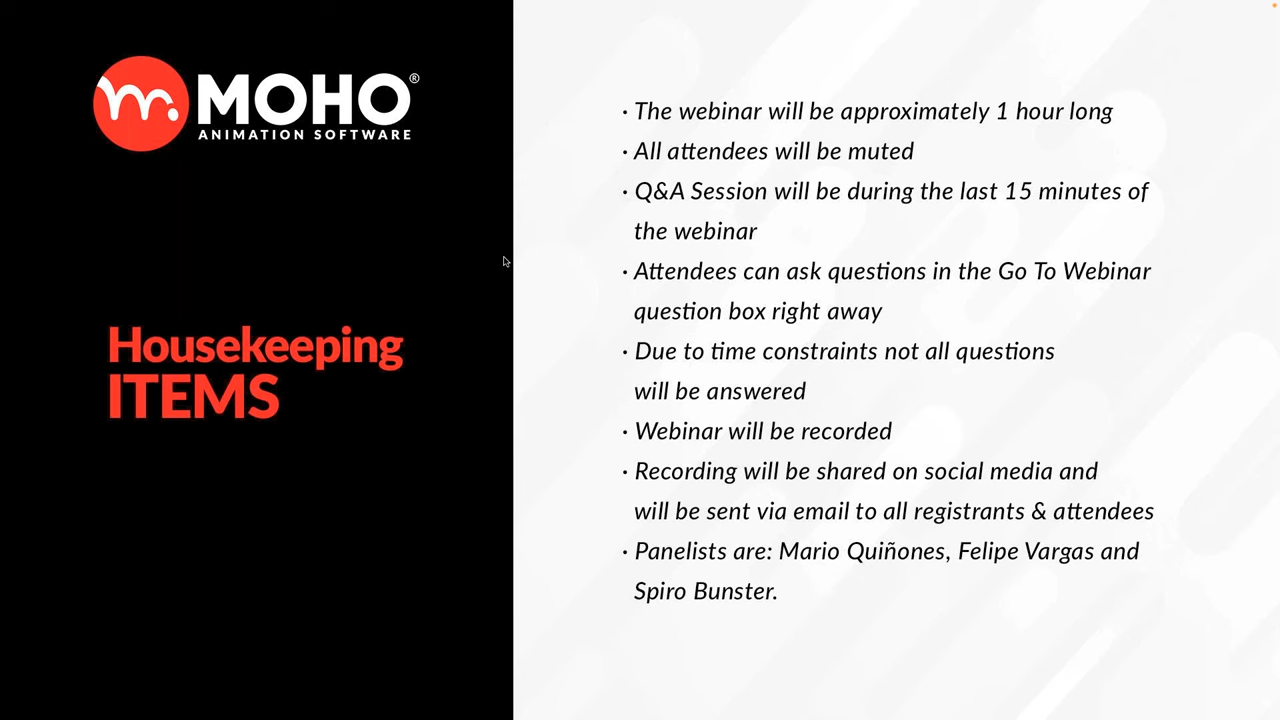 MOHO®
ANIMATION SOFTWARE
Housekeeping
ITEMS
· The webinar will be approximately 1 hour long
· All attendees will be muted
· Q&A Session will be during the last 15 minutes of
the webinar
· Attendees can ask questions in the Go To Webinar
question box right away
· Due to time constraints not all questions
will be answered
· Webinar will be recorded
· Recording will be shared on social media and
will be sent via email to all registrants & attendees
· Panelists are: Mario Quiñones, Felipe Vargas and
Spiro Bunster.